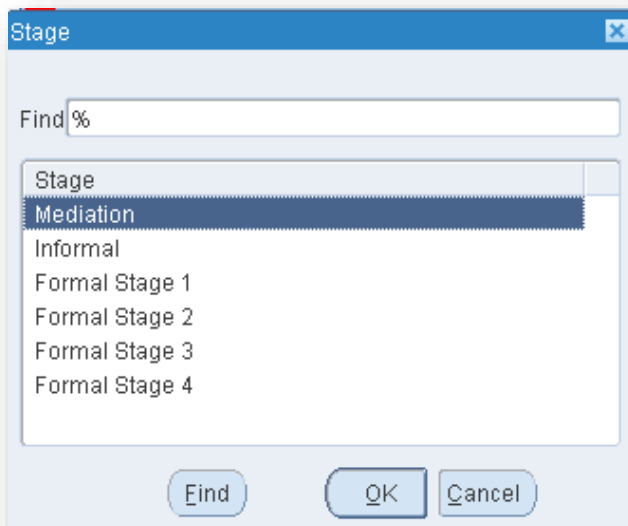 Stage
Find %
Stage
Mediation
Informal
Formal Stage 1
Formal Stage 2
Formal Stage 3
Formal Stage 4
Find OK Cancel